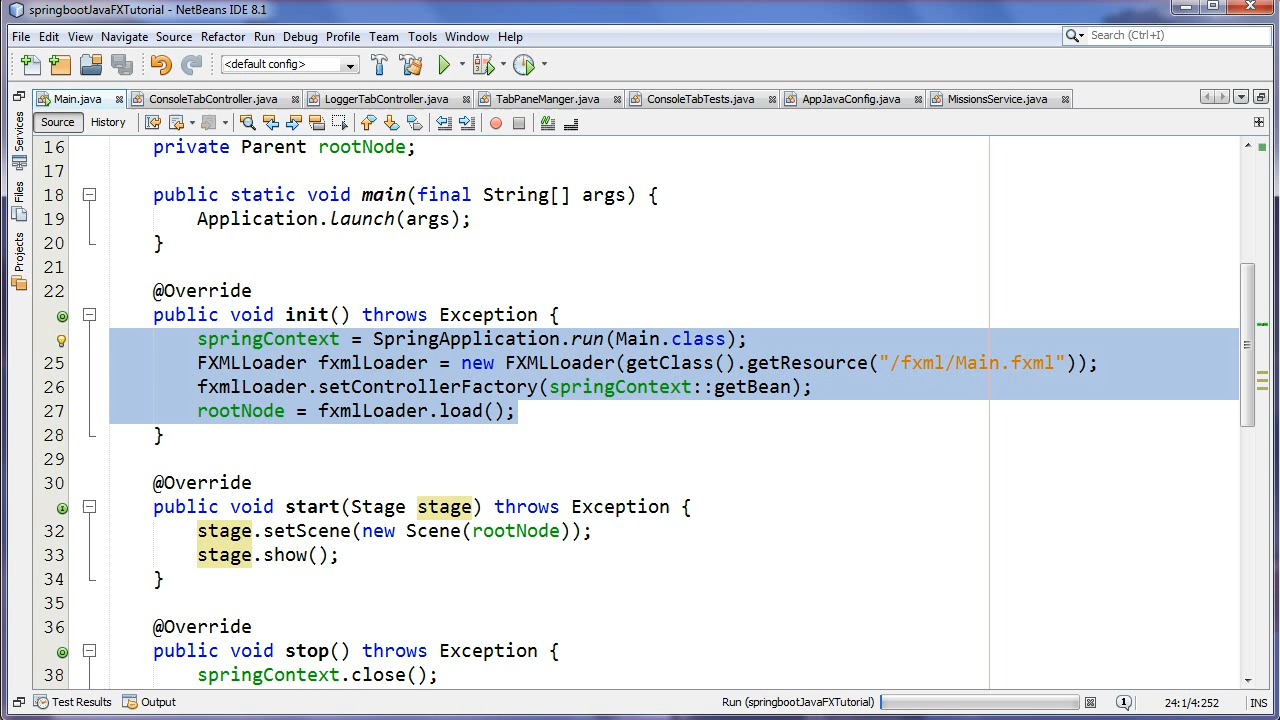 springbootJavaFXTutorial - NetBeans IDE 8.1
File Edit View Navigate Source Refactor Run Debug Profile Team Tools Window Help
Search (Ctrl+I)
<default config>
Main.java ConsoleTabController.java LoggerTabController.java TabPaneManger.java ConsoleTabTests.java AppJavaConfig.java MissionsService.java
Source History
Services
Files
Projects
16 private Parent rootNode;
17
18 public static void main(final String[] args) {
19 Application.launch(args);
20 }
21
22 @Override
public void init() throws Exception {
springContext = SpringApplication.run(Main.class);
25 FXMLLoader fxmlLoader = new FXMLLoader(getClass().getResource("/fxml/Main.fxml"));
26 fxmlLoader.setControllerFactory(springContext::getBean);
27 rootNode = fxmlLoader.load();
28 }
29
30 @Override
public void start(Stage stage) throws Exception {
32 stage.setScene(new Scene(rootNode));
33 stage.show();
34 }
35
36 @Override
public void stop() throws Exception {
38 springContext.close();
Test Results Output Run (springbootJavaFXTutorial) 1 24:1/4:252 INS